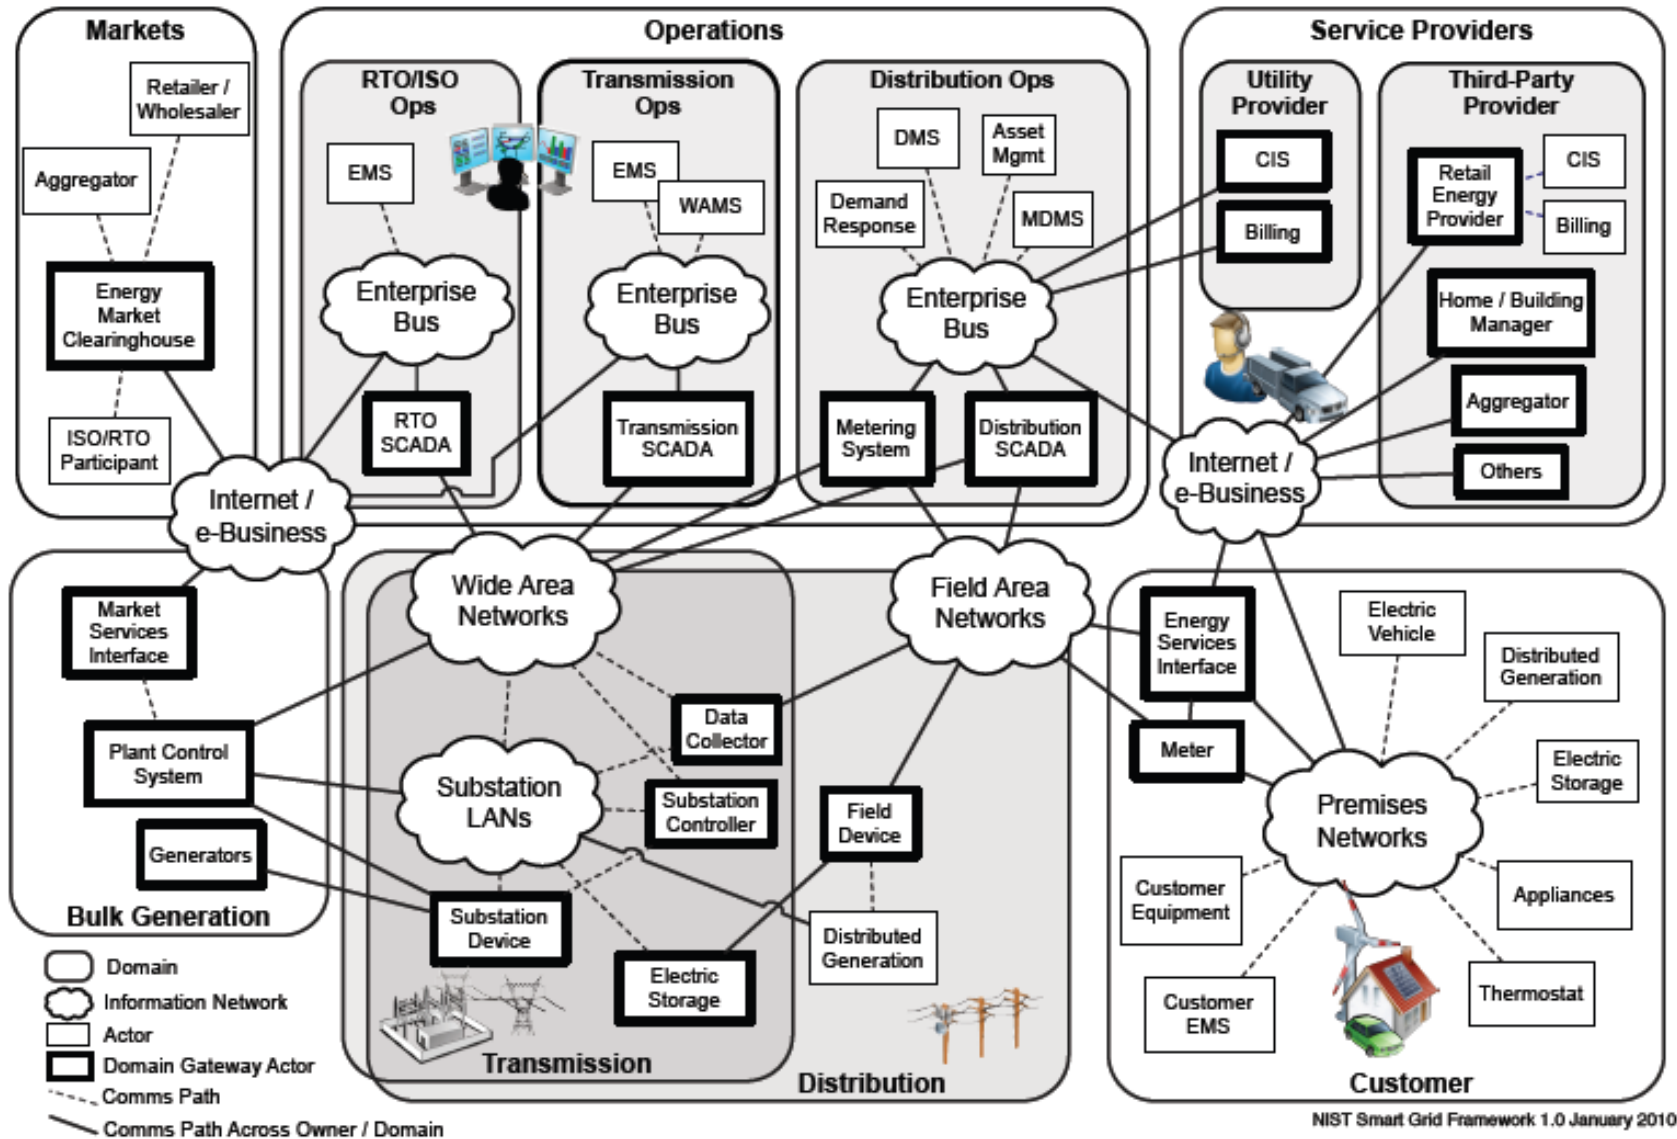 Markets
Retailer /
Wholesaler
Aggregator
Energy
Market
Clearinghouse
ISO/RTO
Participant
Internet /
e-Business
Operations
RTO/ISO
Ops
EMS
Enterprise
Bus
RTO
SCADA
Transmission
Ops
EMS
WAMS
Enterprise
Bus
Transmission
SCADA
Distribution Ops
DMS
Asset
Mgmt
Demand
Response
MDMS
Enterprise
Bus
Metering
System
Distribution
SCADA
Service Providers
Utility
Provider
CIS
Billing
Third-Party
Provider
Retail
Energy
Provider
CIS
Billing
Home / Building
Manager
Aggregator
Others
Internet /
e-Business
Market
Services
Interface
Plant Control
System
Generators
Bulk Generation
Wide Area
Networks
Data
Collector
Substation
LANs
Substation
Controller
Substation
Device
Electric
Storage
Transmission
Field Area
Networks
Field
Device
Distributed
Generation
Distribution
Energy
Services
Interface
Meter
Electric
Vehicle
Distributed
Generation
Electric
Storage
Premises
Networks
Customer
Equipment
Appliances
Customer
EMS
Thermostat
Customer
Domain
Information Network
Actor
Domain Gateway Actor
Comms Path
Comms Path Across Owner / Domain
NIST Smart Grid Framework 1.0 January 2010